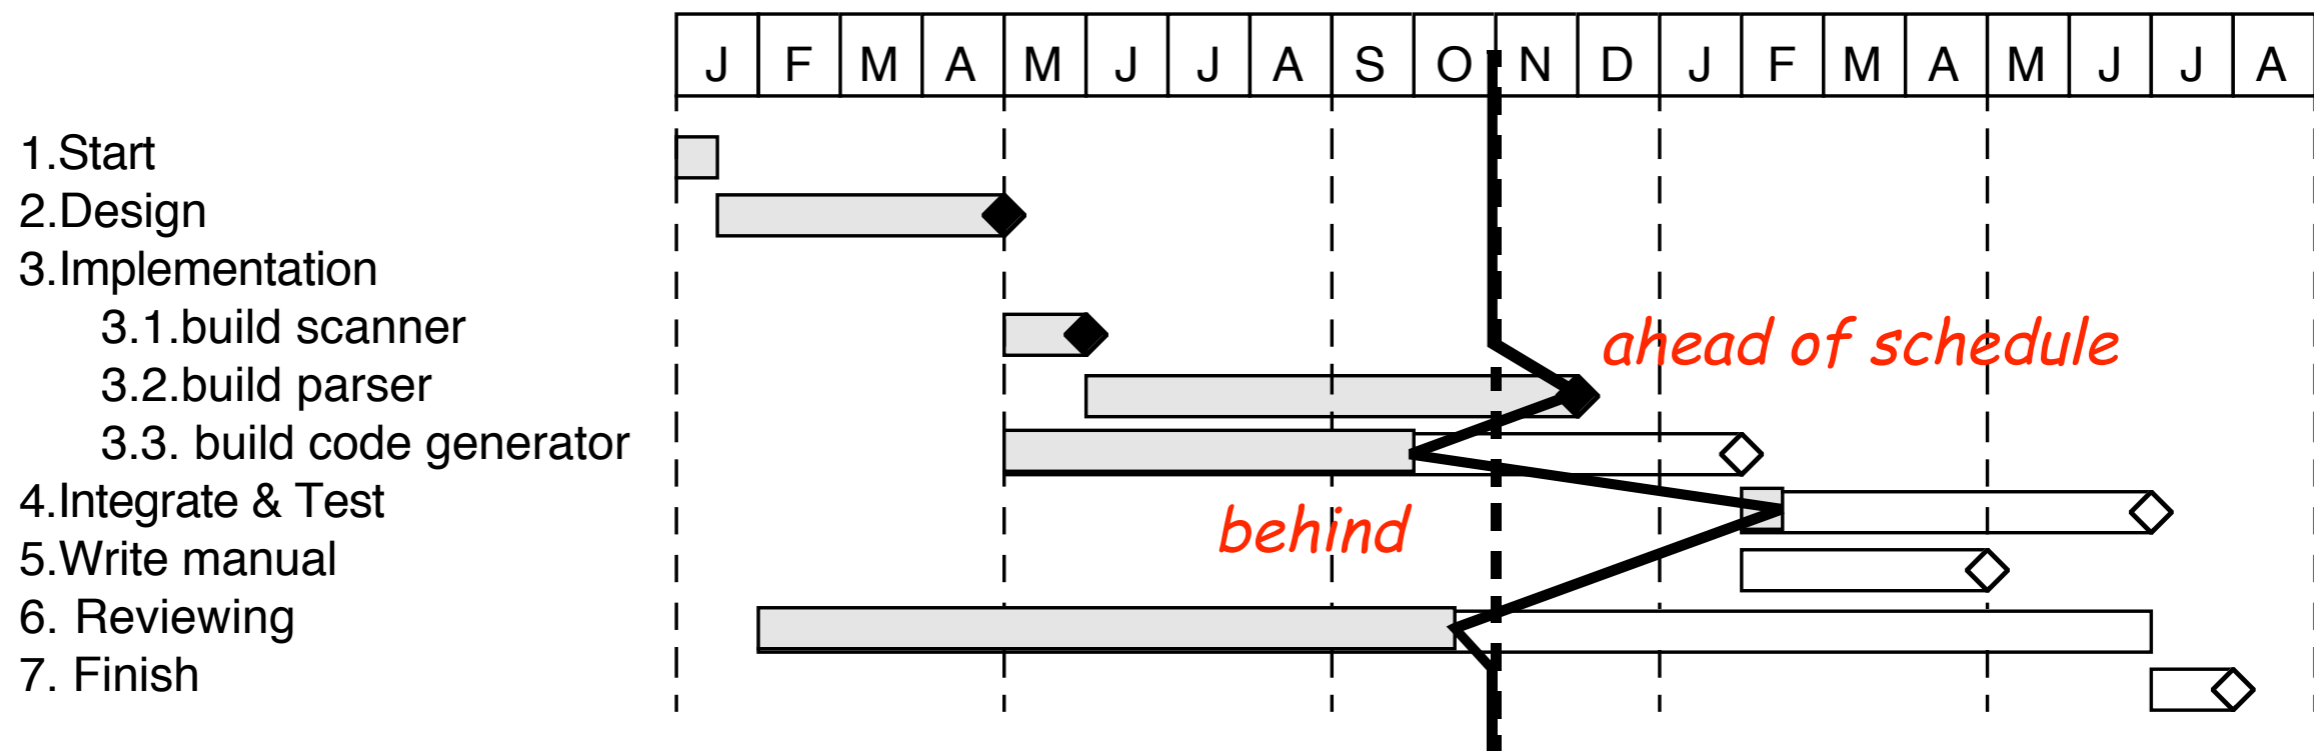 J F M A M J J A S O N D J F M A M J J A
1.Start
2.Design
3.Implementation
3.1.build scanner
ahead of schedule
3.2.build parser
3.3. build code generator
4.Integrate & Test
behind
5.Write manual
6. Reviewing
7. Finish